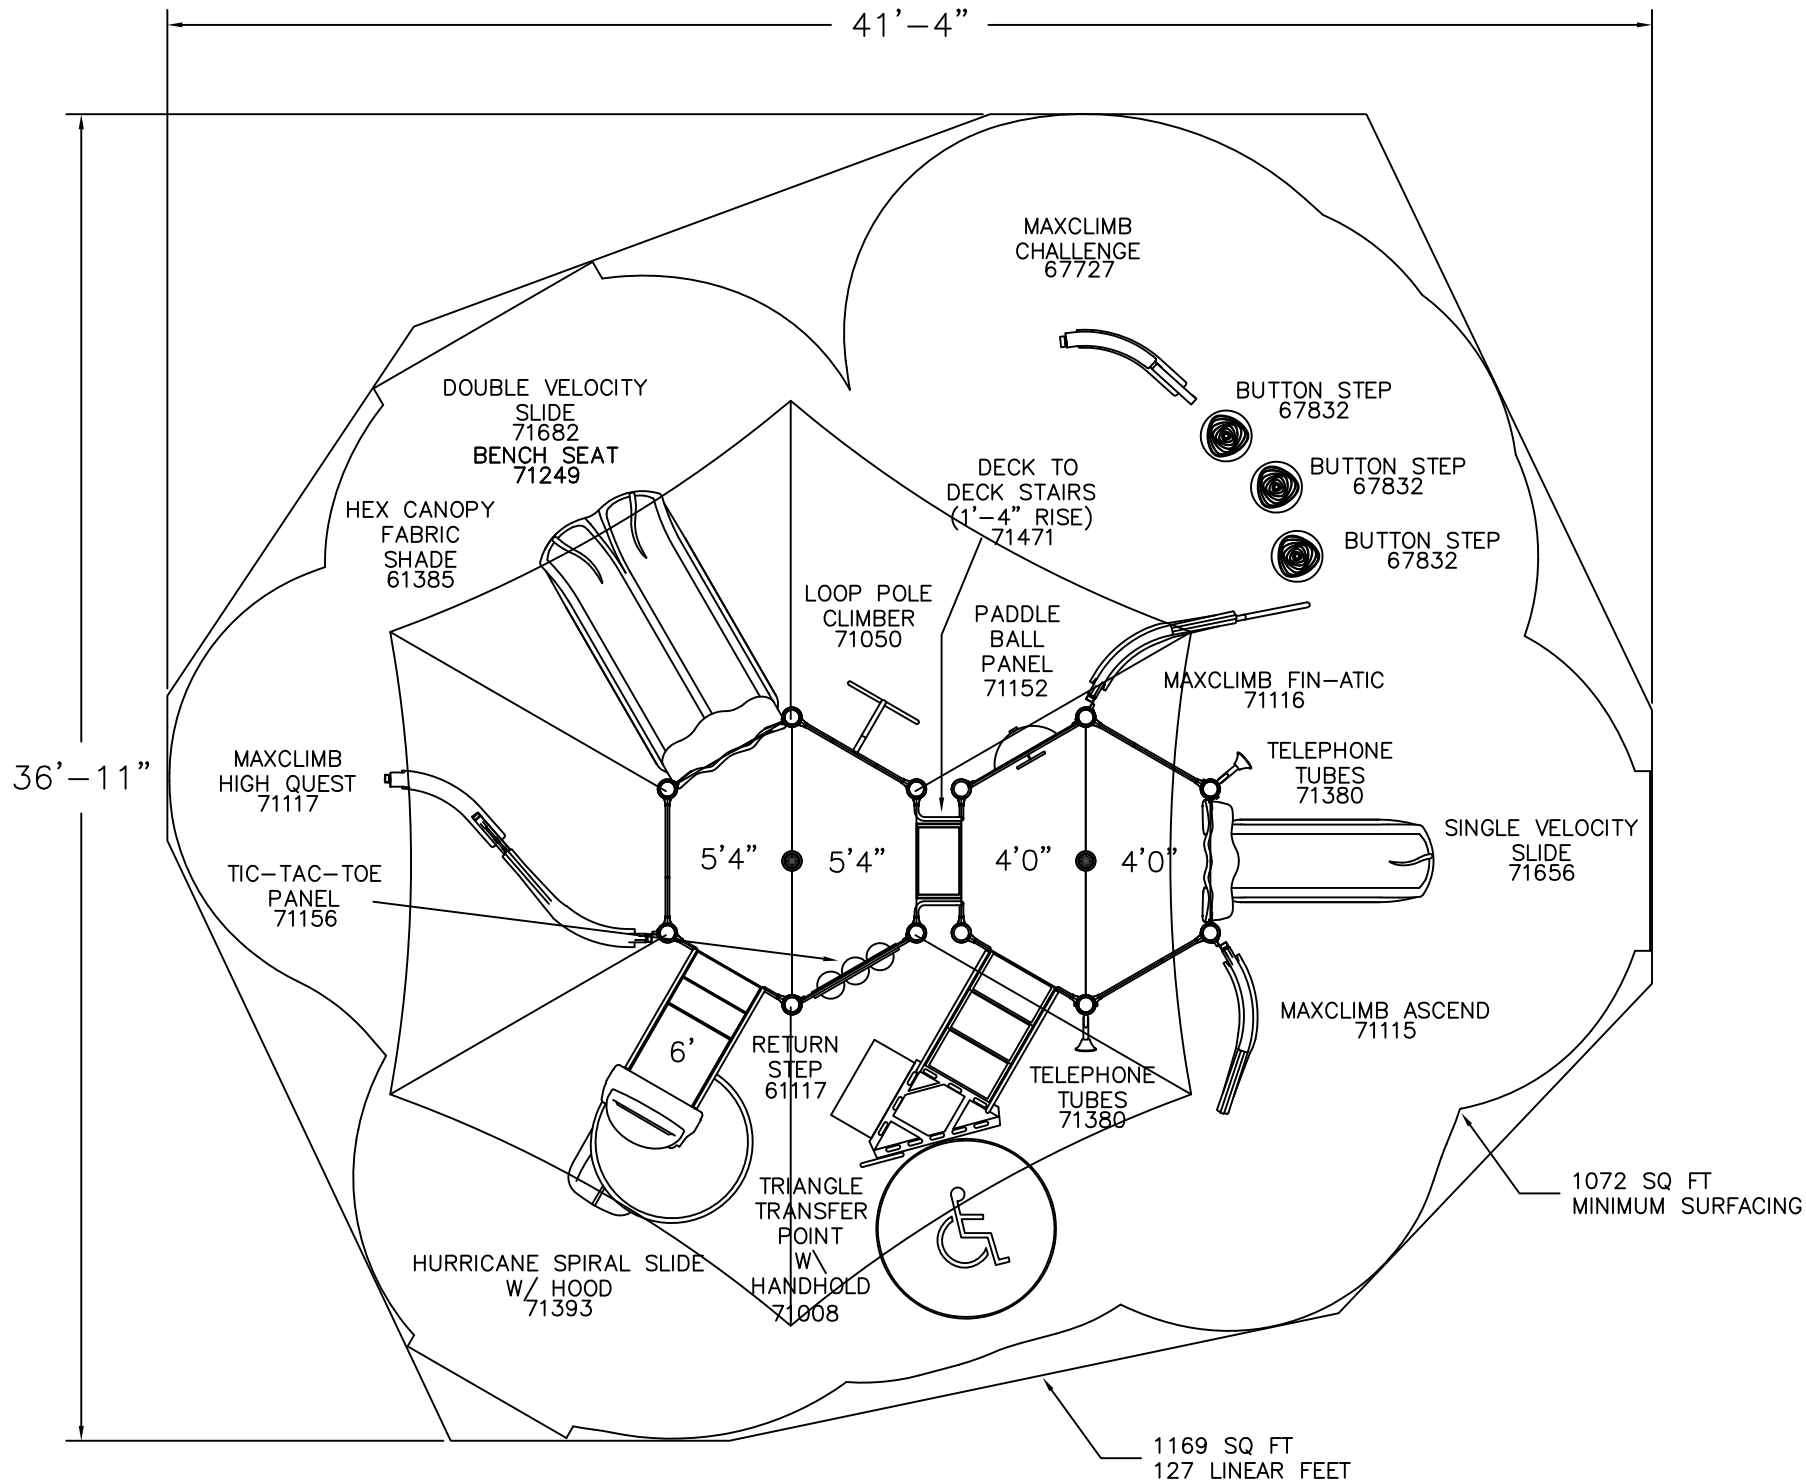 41'-4"
MAXCLIMB
CHALLENGE
67727
DOUBLE VELOCITY
SLIDE
71682
BENCH SEAT
71249
BUTTON STEP
67832
BUTTON STEP
67832
BUTTON STEP
67832
DECK TO
DECK STAIRS
(1'-4" RISE)
71471
HEX CANOPY
FABRIC
SHADE
61385
LOOP POLE
CLIMBER
71050
PADDLE
BALL
PANEL
71152
MAXCLIMB FIN-ATIC
71116
36'-11"
MAXCLIMB
HIGH QUEST
71117
TELEPHONE
TUBES
71380
SINGLE VELOCITY
SLIDE
71656
5'4"
5'4"
4'0"
4'0"
TIC-TAC-TOE
PANEL
71156
MAXCLIMB ASCEND
71115
6'
RETURN
STEP
61117
TELEPHONE
TUBES
71380
TRIANGLE
TRANSFER
POINT
W\
HANDHOLD
71008
HURRICANE SPIRAL SLIDE
W/ HOOD
71393
1072 SQ FT
MINIMUM SURFACING
1169 SQ FT
127 LINEAR FEET